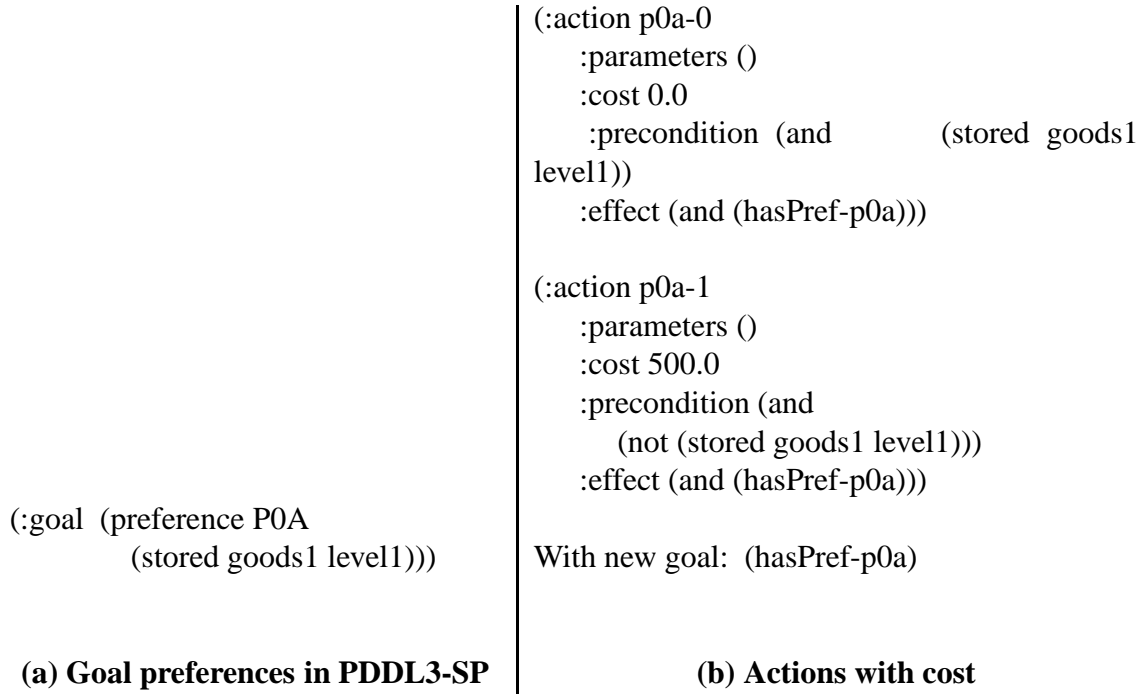 (:goal (preference P0A
(stored goods1 level1)))
(a) Goal preferences in PDDL3-SP
(:action p0a-0
:parameters ()
:cost 0.0
:precondition (and (stored goods1
level1))
:effect (and (hasPref-p0a)))
(:action p0a-1
:parameters ()
:cost 500.0
:precondition (and
(not (stored goods1 level1)))
:effect (and (hasPref-p0a)))
With new goal: (hasPref-p0a)
(b) Actions with cost